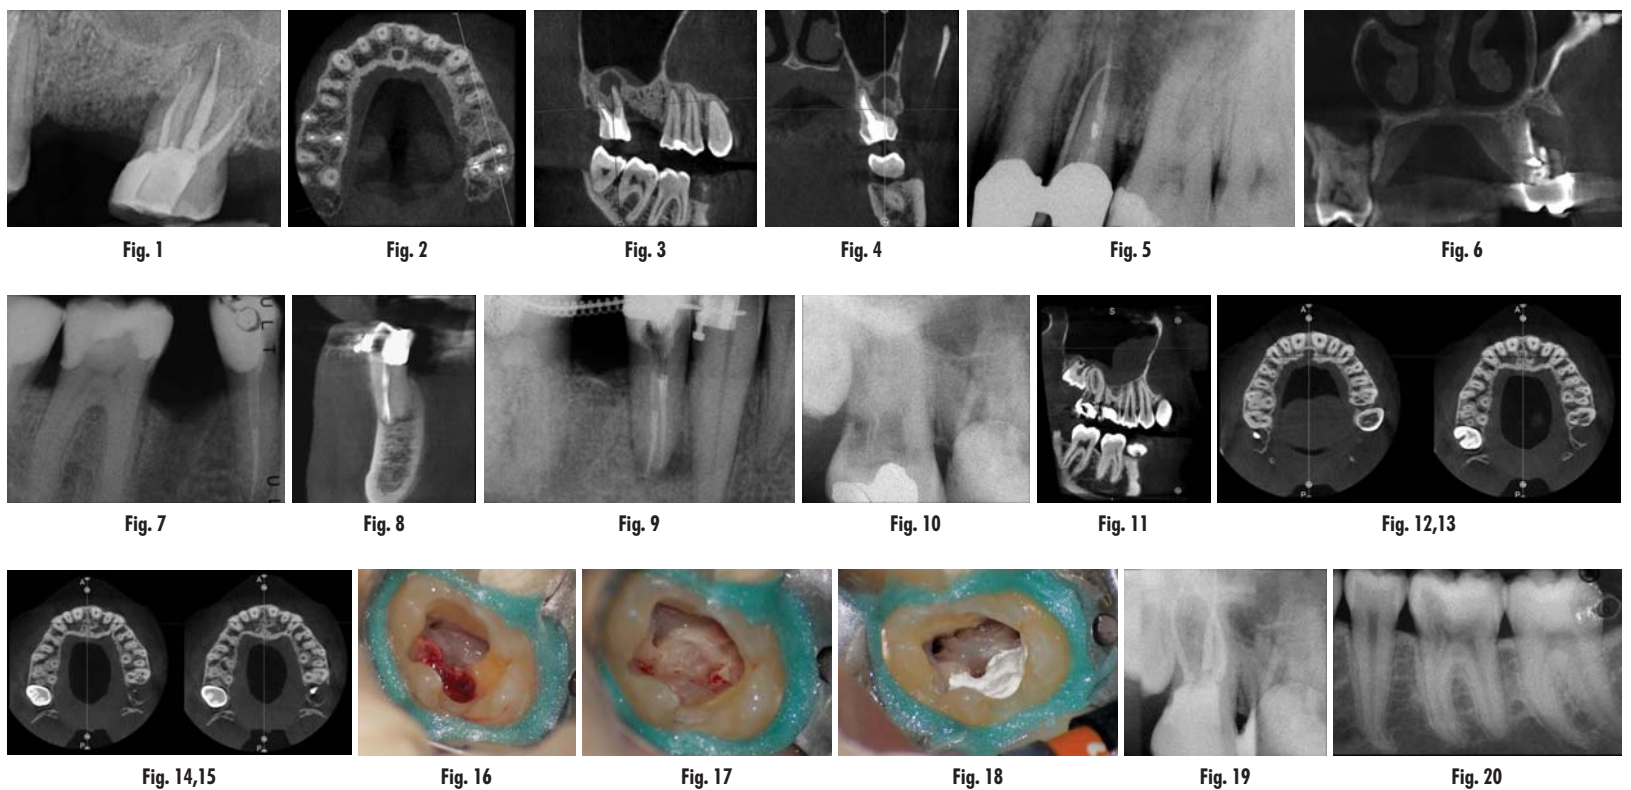 Fig. 1
Fig. 2
Fig. 3
Fig. 4
Fig. 5
Fig. 6
Fig. 7
Fig. 8
Fig. 9
Fig. 10
S
Fig. 11
A
A
P
P
Fig. 12,13
A
A
P
P
Fig. 14,15
Fig. 16
Fig. 17
Fig. 18
Fig. 19
Fig. 20